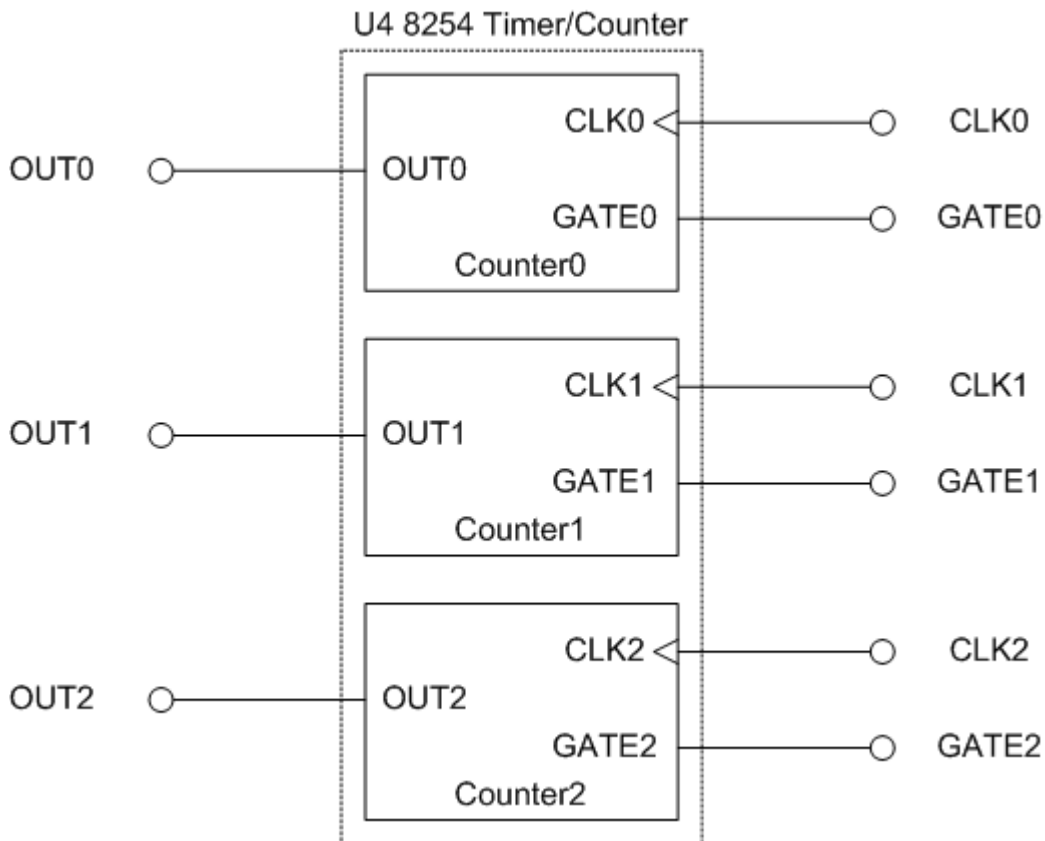 U4 8254 Timer/Counter
CLK0 CLK0
OUT0 OUT0
GATE0 GATE0
Counter0
CLK1 CLK1
OUT1 OUT1
GATE1 GATE1
Counter1
CLK2 CLK2
OUT2 OUT2
GATE2 GATE2
Counter2